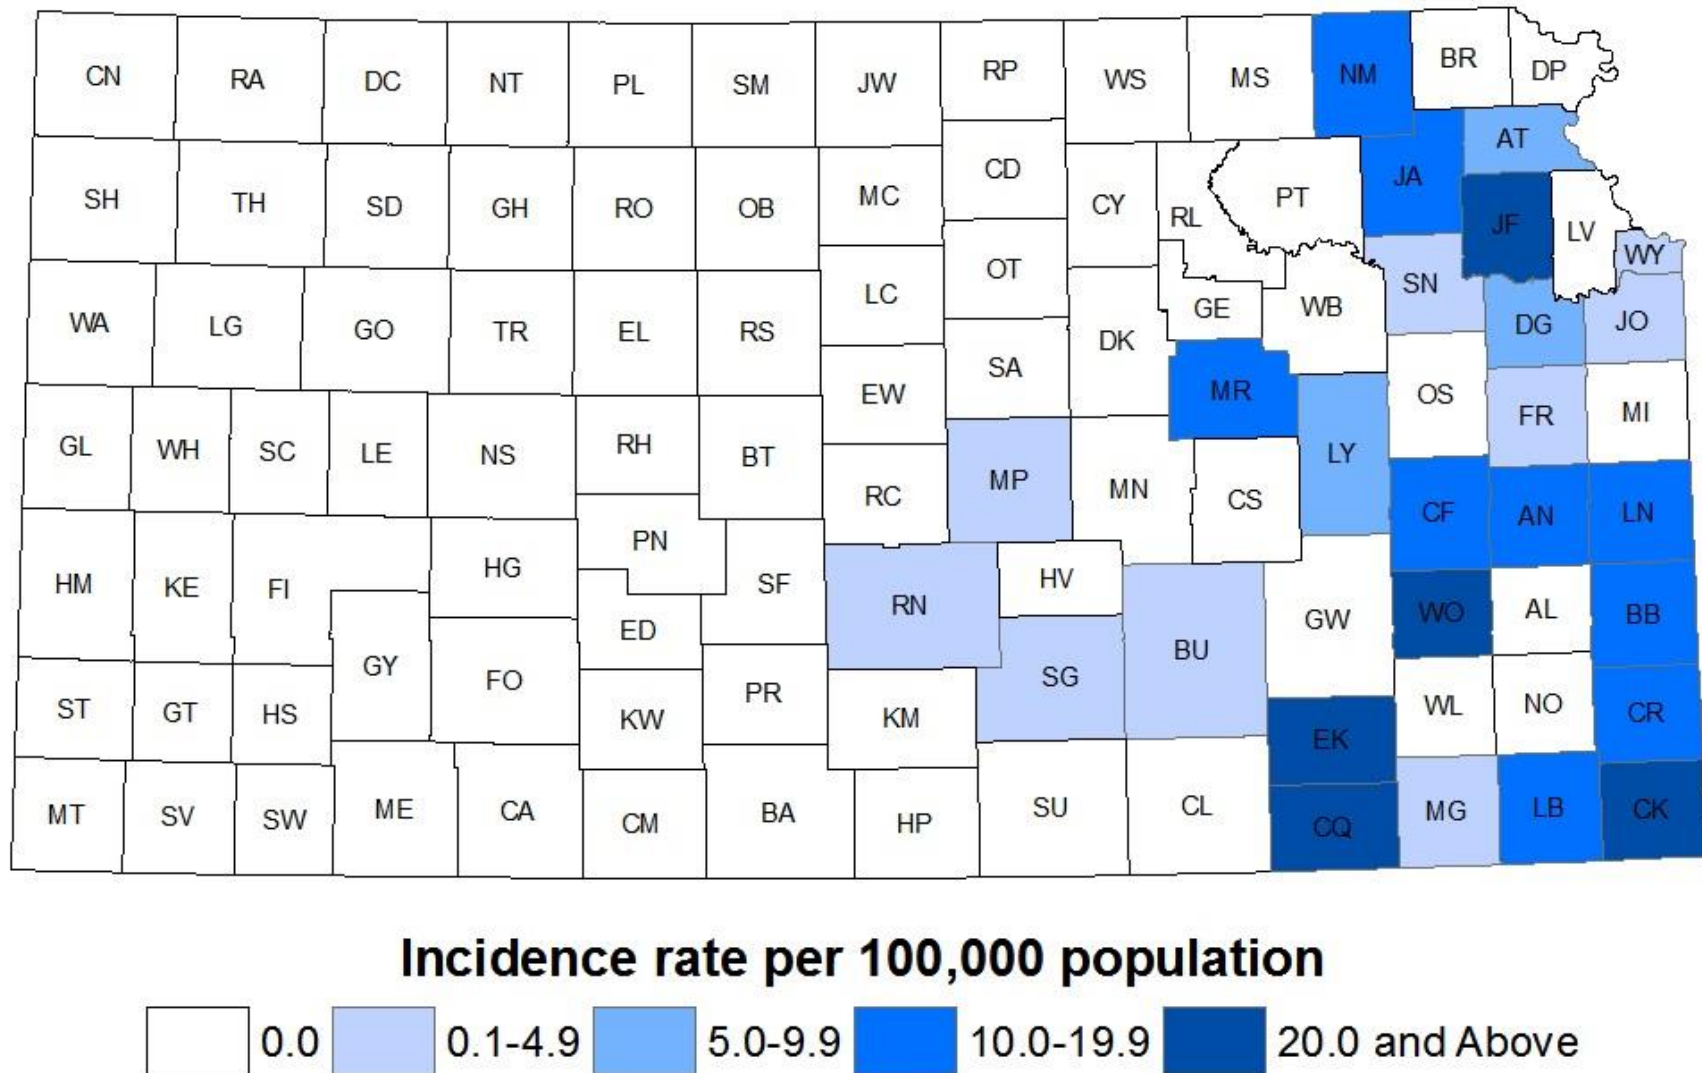 CN RA DC NT PL SM JW RP WS MS NM BR DP
SH TH SD GH RO OB MC CD CY RL PT JA AT JF LV WY
WA LG GO TR EL RS LC OT DK GE WB SN DG JO
GL WH SC LE NS RH BT EW SA MR LY OS FR MI
HM KE FI HG PN SF RC MP MN CS CF AN LN
ST GT HS GY FO ED KW PR RN HV SG BU GW WO AL BB
MT SV SW ME CA CM BA KM HP SU CL EK CQ WL NO CR MG LB CK
Incidence rate per 100,000 population
0.0 0.1-4.9 5.0-9.9 10.0-19.9 20.0 and Above